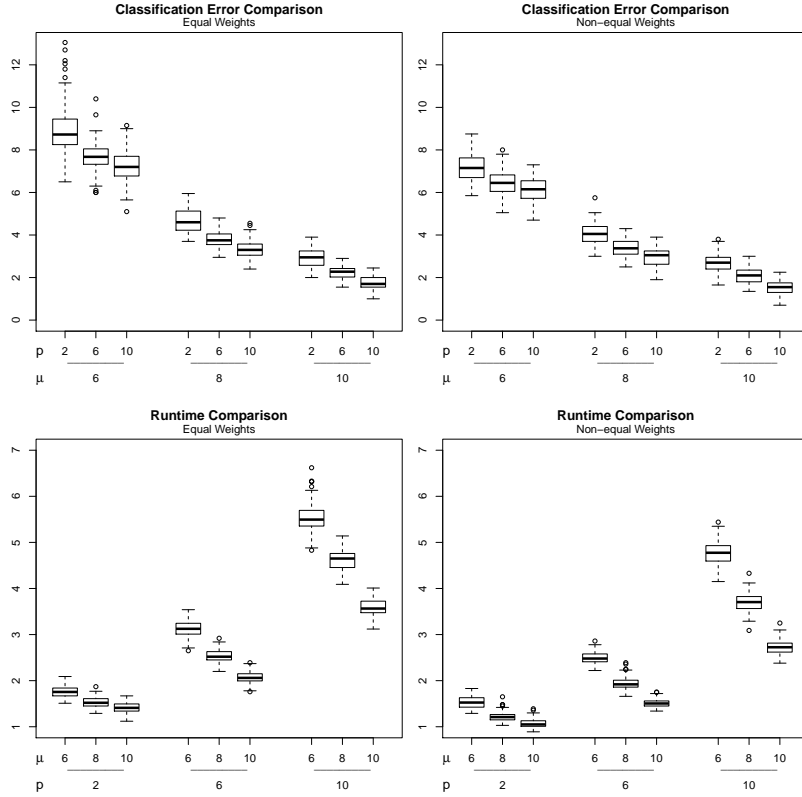 Classification Error Comparison
Equal Weights
12
10
8
6
4
2
0
p 2 6 10 2 6 10 2 6 10
μ 6 8 10
Classification Error Comparison
Non-equal Weights
12
10
8
6
4
2
0
p 2 6 10 2 6 10 2 6 10
μ 6 8 10
Runtime Comparison
Equal Weights
7
6
5
4
3
2
1
μ 6 8 10 6 8 10 6 8 10
p 2 6 10
Runtime Comparison
Non-equal Weights
7
6
5
4
3
2
1
μ 6 8 10 6 8 10 6 8 10
p 2 6 10